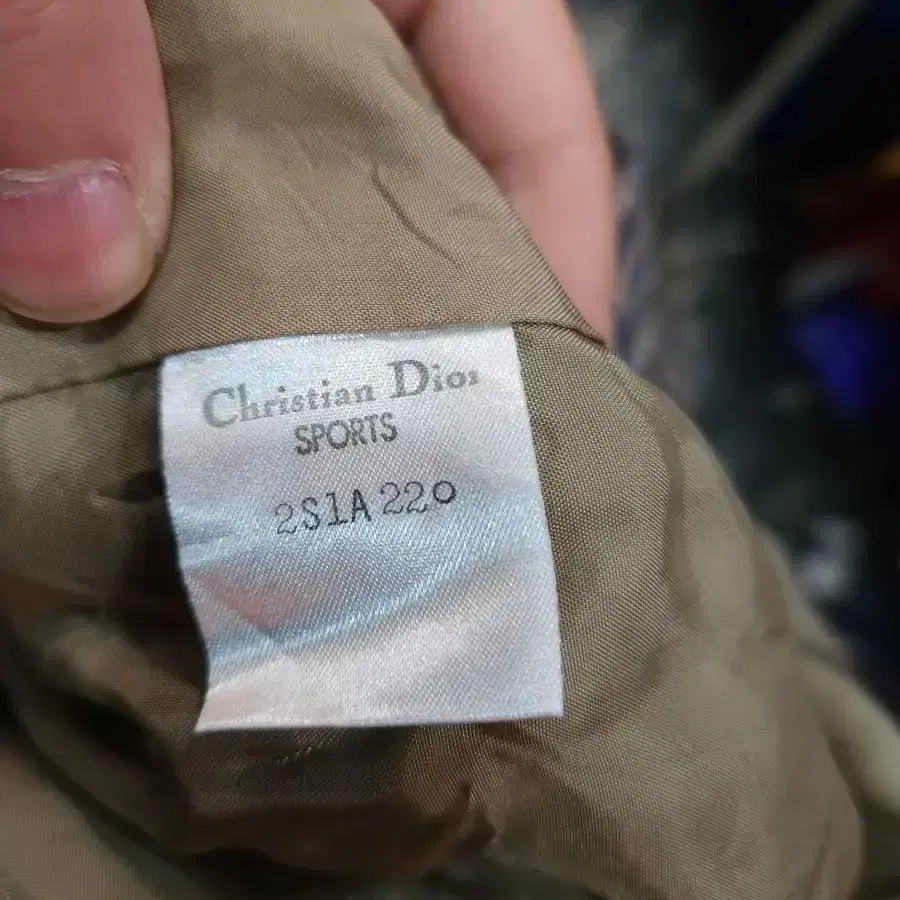 Christian Dior
SPORTS
2S1A 220